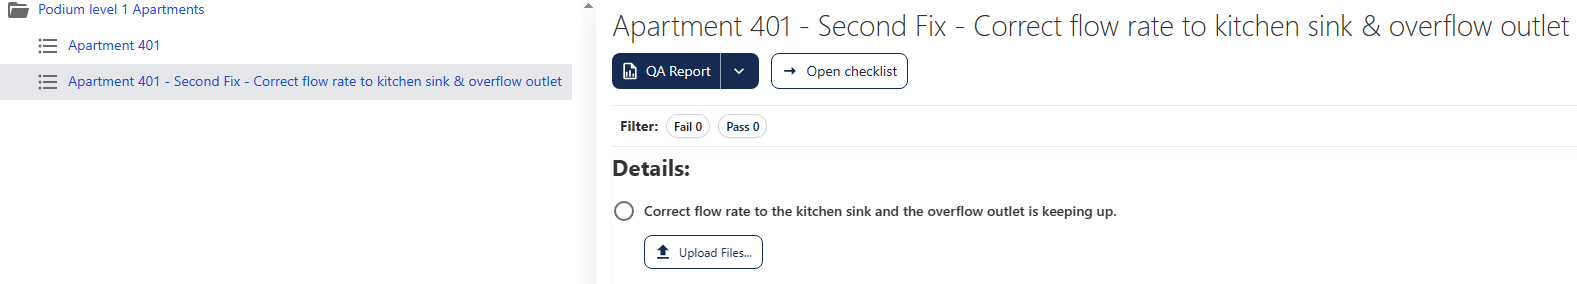 Podium level 1 Apartments
Apartment 401
Apartment 401 - Second Fix - Correct flow rate to kitchen sink & overflow outlet
Apartment 401 - Second Fix - Correct flow rate to kitchen sink & overflow outlet
QA Report
Open checklist
Filter: Fail 0 Pass 0
Details:
Correct flow rate to the kitchen sink and the overflow outlet is keeping up.
Upload Files...